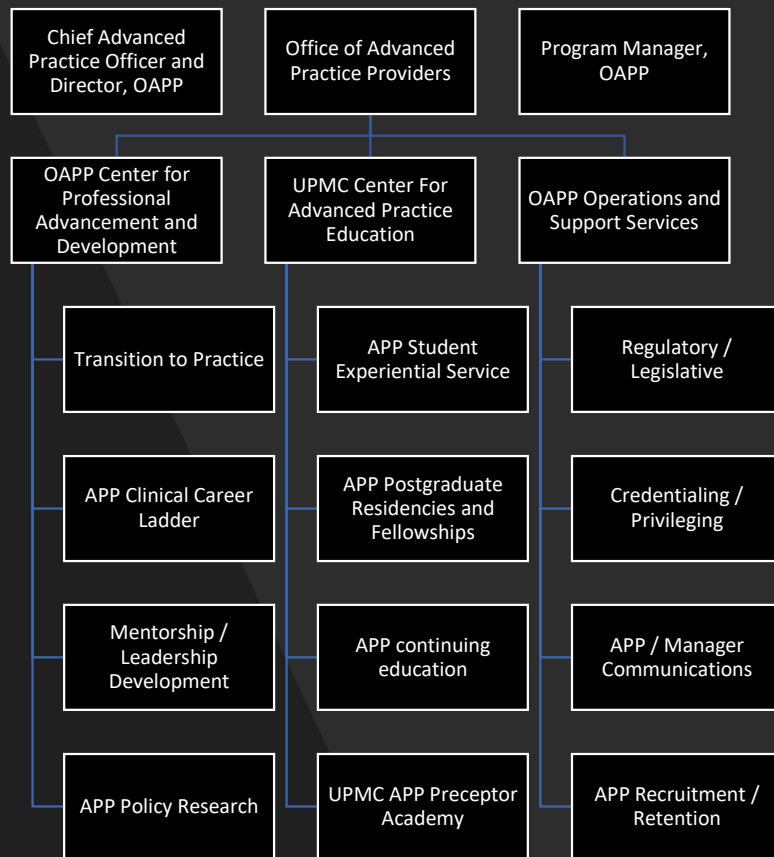 Chief Advanced
Practice Officer and
Director, OAPP
Office of Advanced
Practice Providers
Program Manager,
OAPP
OAPP Center for
Professional
Advancement and
Development
UPMC Center For
Advanced Practice
Education
OAPP Operations and
Support Services
Transition to Practice
APP Student
Experiential Service
Regulatory /
Legislative
APP Clinical Career
Ladder
APP Postgraduate
Residencies and
Fellowships
Credentialing /
Privileging
Mentorship /
Leadership
Development
APP continuing
education
APP / Manager
Communications
APP Policy Research
UPMC APP Preceptor
Academy
APP Recruitment /
Retention